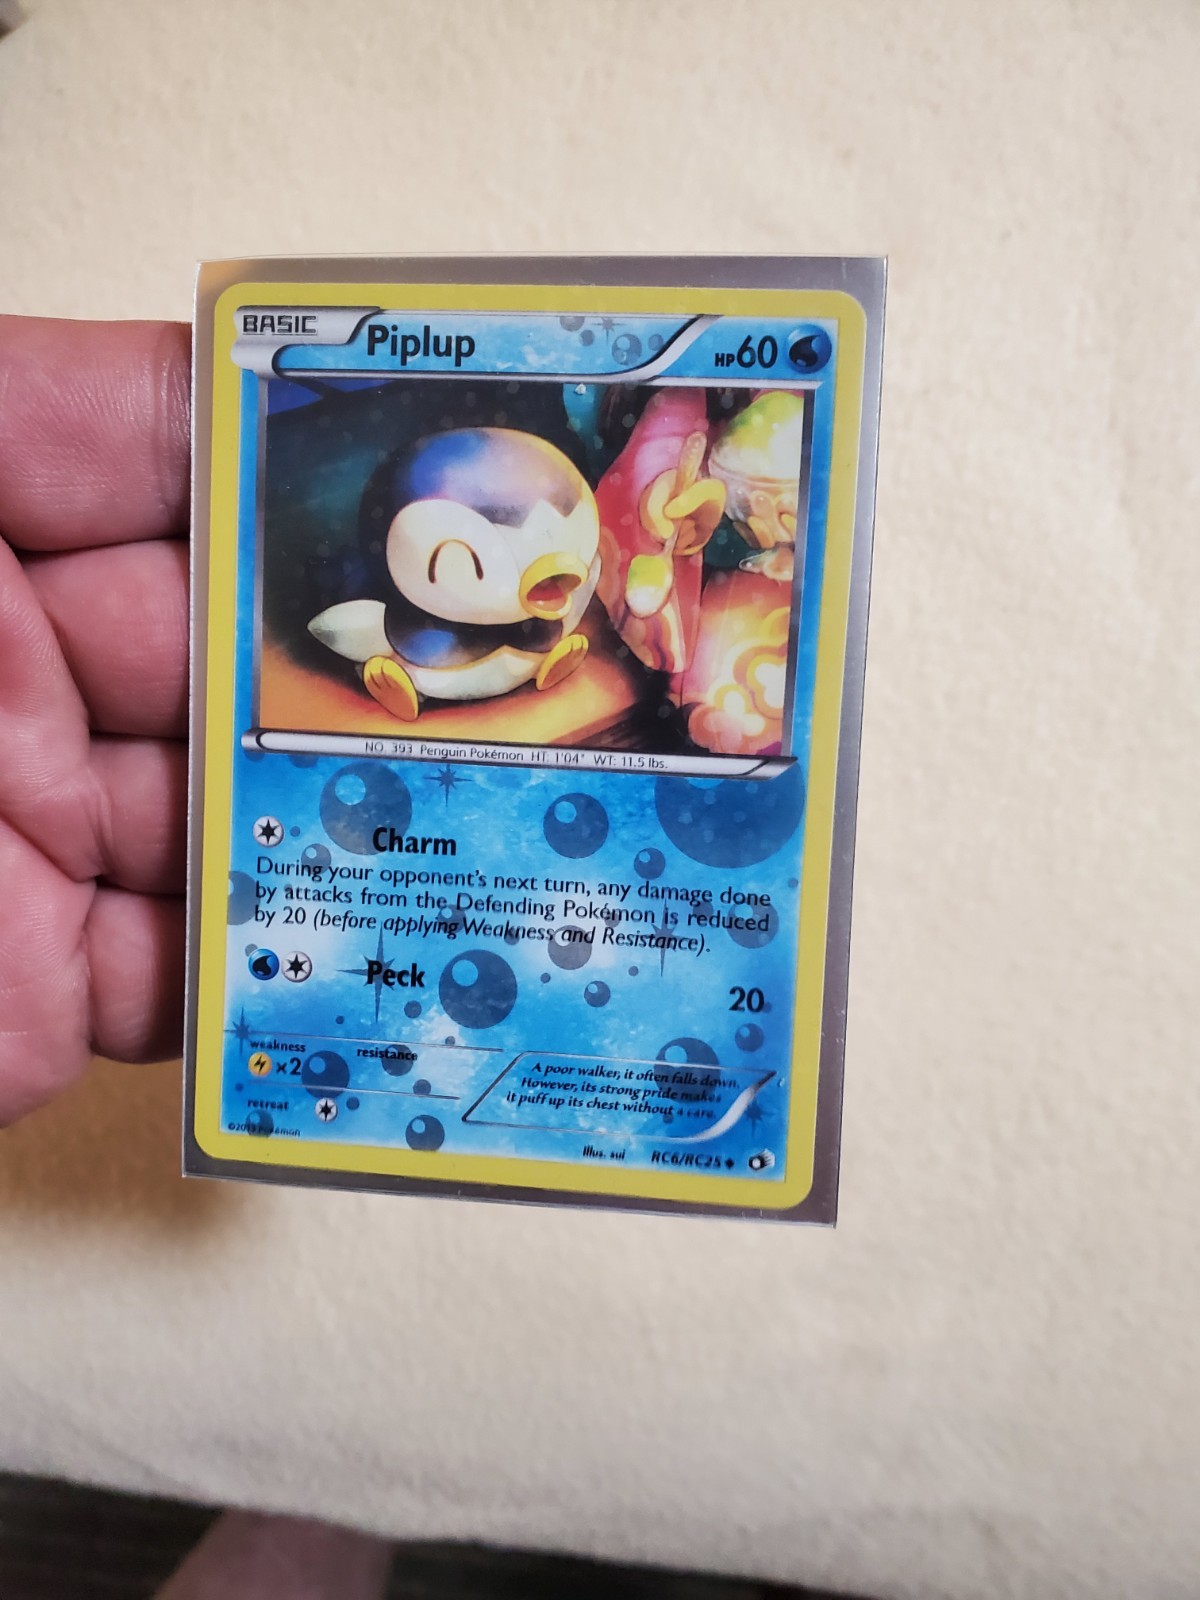 BASIC Piplup HP60
NO. 393 Penguin Pokémon HT: 1'04" WT: 11.5 lbs.
Charm
During your opponent's next turn, any damage done
by attacks from the Defending Pokémon is reduced
by 20 (before applying Weakness and Resistance).
Peck 20
weakness resistance
×2
A poor walker, it often falls down.
However, its strong pride makes
it puff up its chest without a care.
retreat
©2013 Pokémon
Illus. sui RC6/RC25